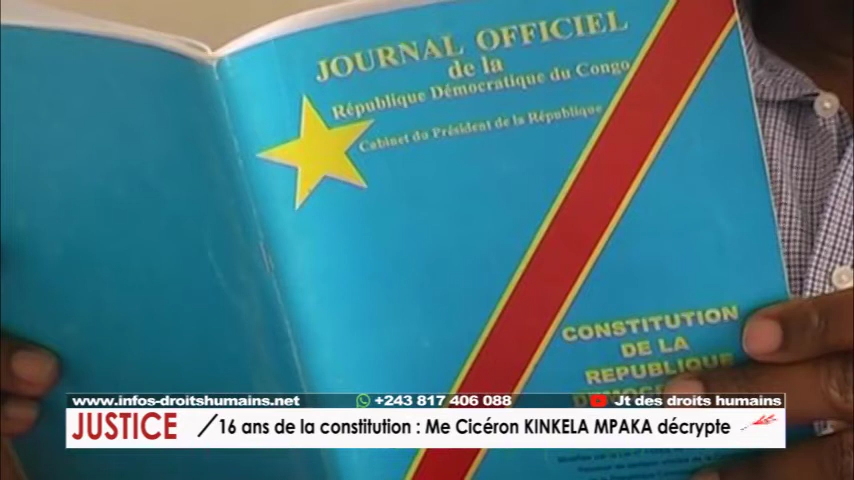 JOURNAL OFFICIEL
de la
République Démocratique du Congo
Cabinet du Président de la République
CONSTITUTION
DE LA
REPUBLIQUE
www.infos-droitshumains.net
+243 817 406 088
Jt des droits humains
JUSTICE
/16 ans de la constitution : Me Cicéron KINKELA MPAKA décrypte